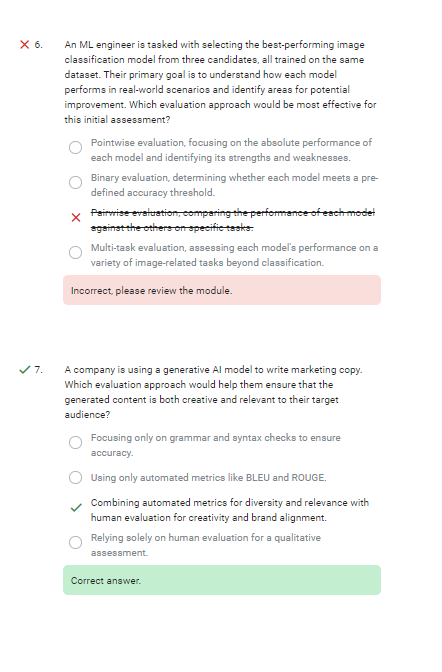 6. An ML engineer is tasked with selecting the best-performing image
classification model from three candidates, all trained on the same
dataset. Their primary goal is to understand how each model
performs in real-world scenarios and identify areas for potential
improvement. Which evaluation approach would be most effective for
this initial assessment?
Pointwise evaluation, focusing on the absolute performance of
each model and identifying its strengths and weaknesses.
Binary evaluation, determining whether each model meets a pre-
defined accuracy threshold.
Pairwise evaluation, comparing the performance of each model
against the others on specific tasks.
Multi-task evaluation, assessing each model's performance on a
variety of image-related tasks beyond classification.
Incorrect, please review the module.
7. A company is using a generative AI model to write marketing copy.
Which evaluation approach would help them ensure that the
generated content is both creative and relevant to their target
audience?
Focusing only on grammar and syntax checks to ensure
accuracy.
Using only automated metrics like BLEU and ROUGE.
Combining automated metrics for diversity and relevance with
human evaluation for creativity and brand alignment.
Relying solely on human evaluation for a qualitative
assessment.
Correct answer.